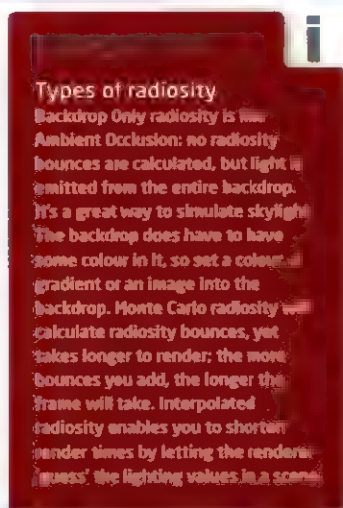 i
Types of radiosity
Backdrop Only radiosity is like
Ambient Occlusion: no radiosity
bounces are calculated, but light is
emitted from the entire backdrop.
It's a great way to simulate skylight.
The backdrop does have to have
some colour in it, so set a colour,
gradient or an image into the
backdrop. Monte Carlo radiosity will
calculate radiosity bounces, yet
takes longer to render; the more
bounces you add, the longer the
frame will take. Interpolated
radiosity enables you to shorten
render times by letting the renderer
'guess' the lighting values in a scene.